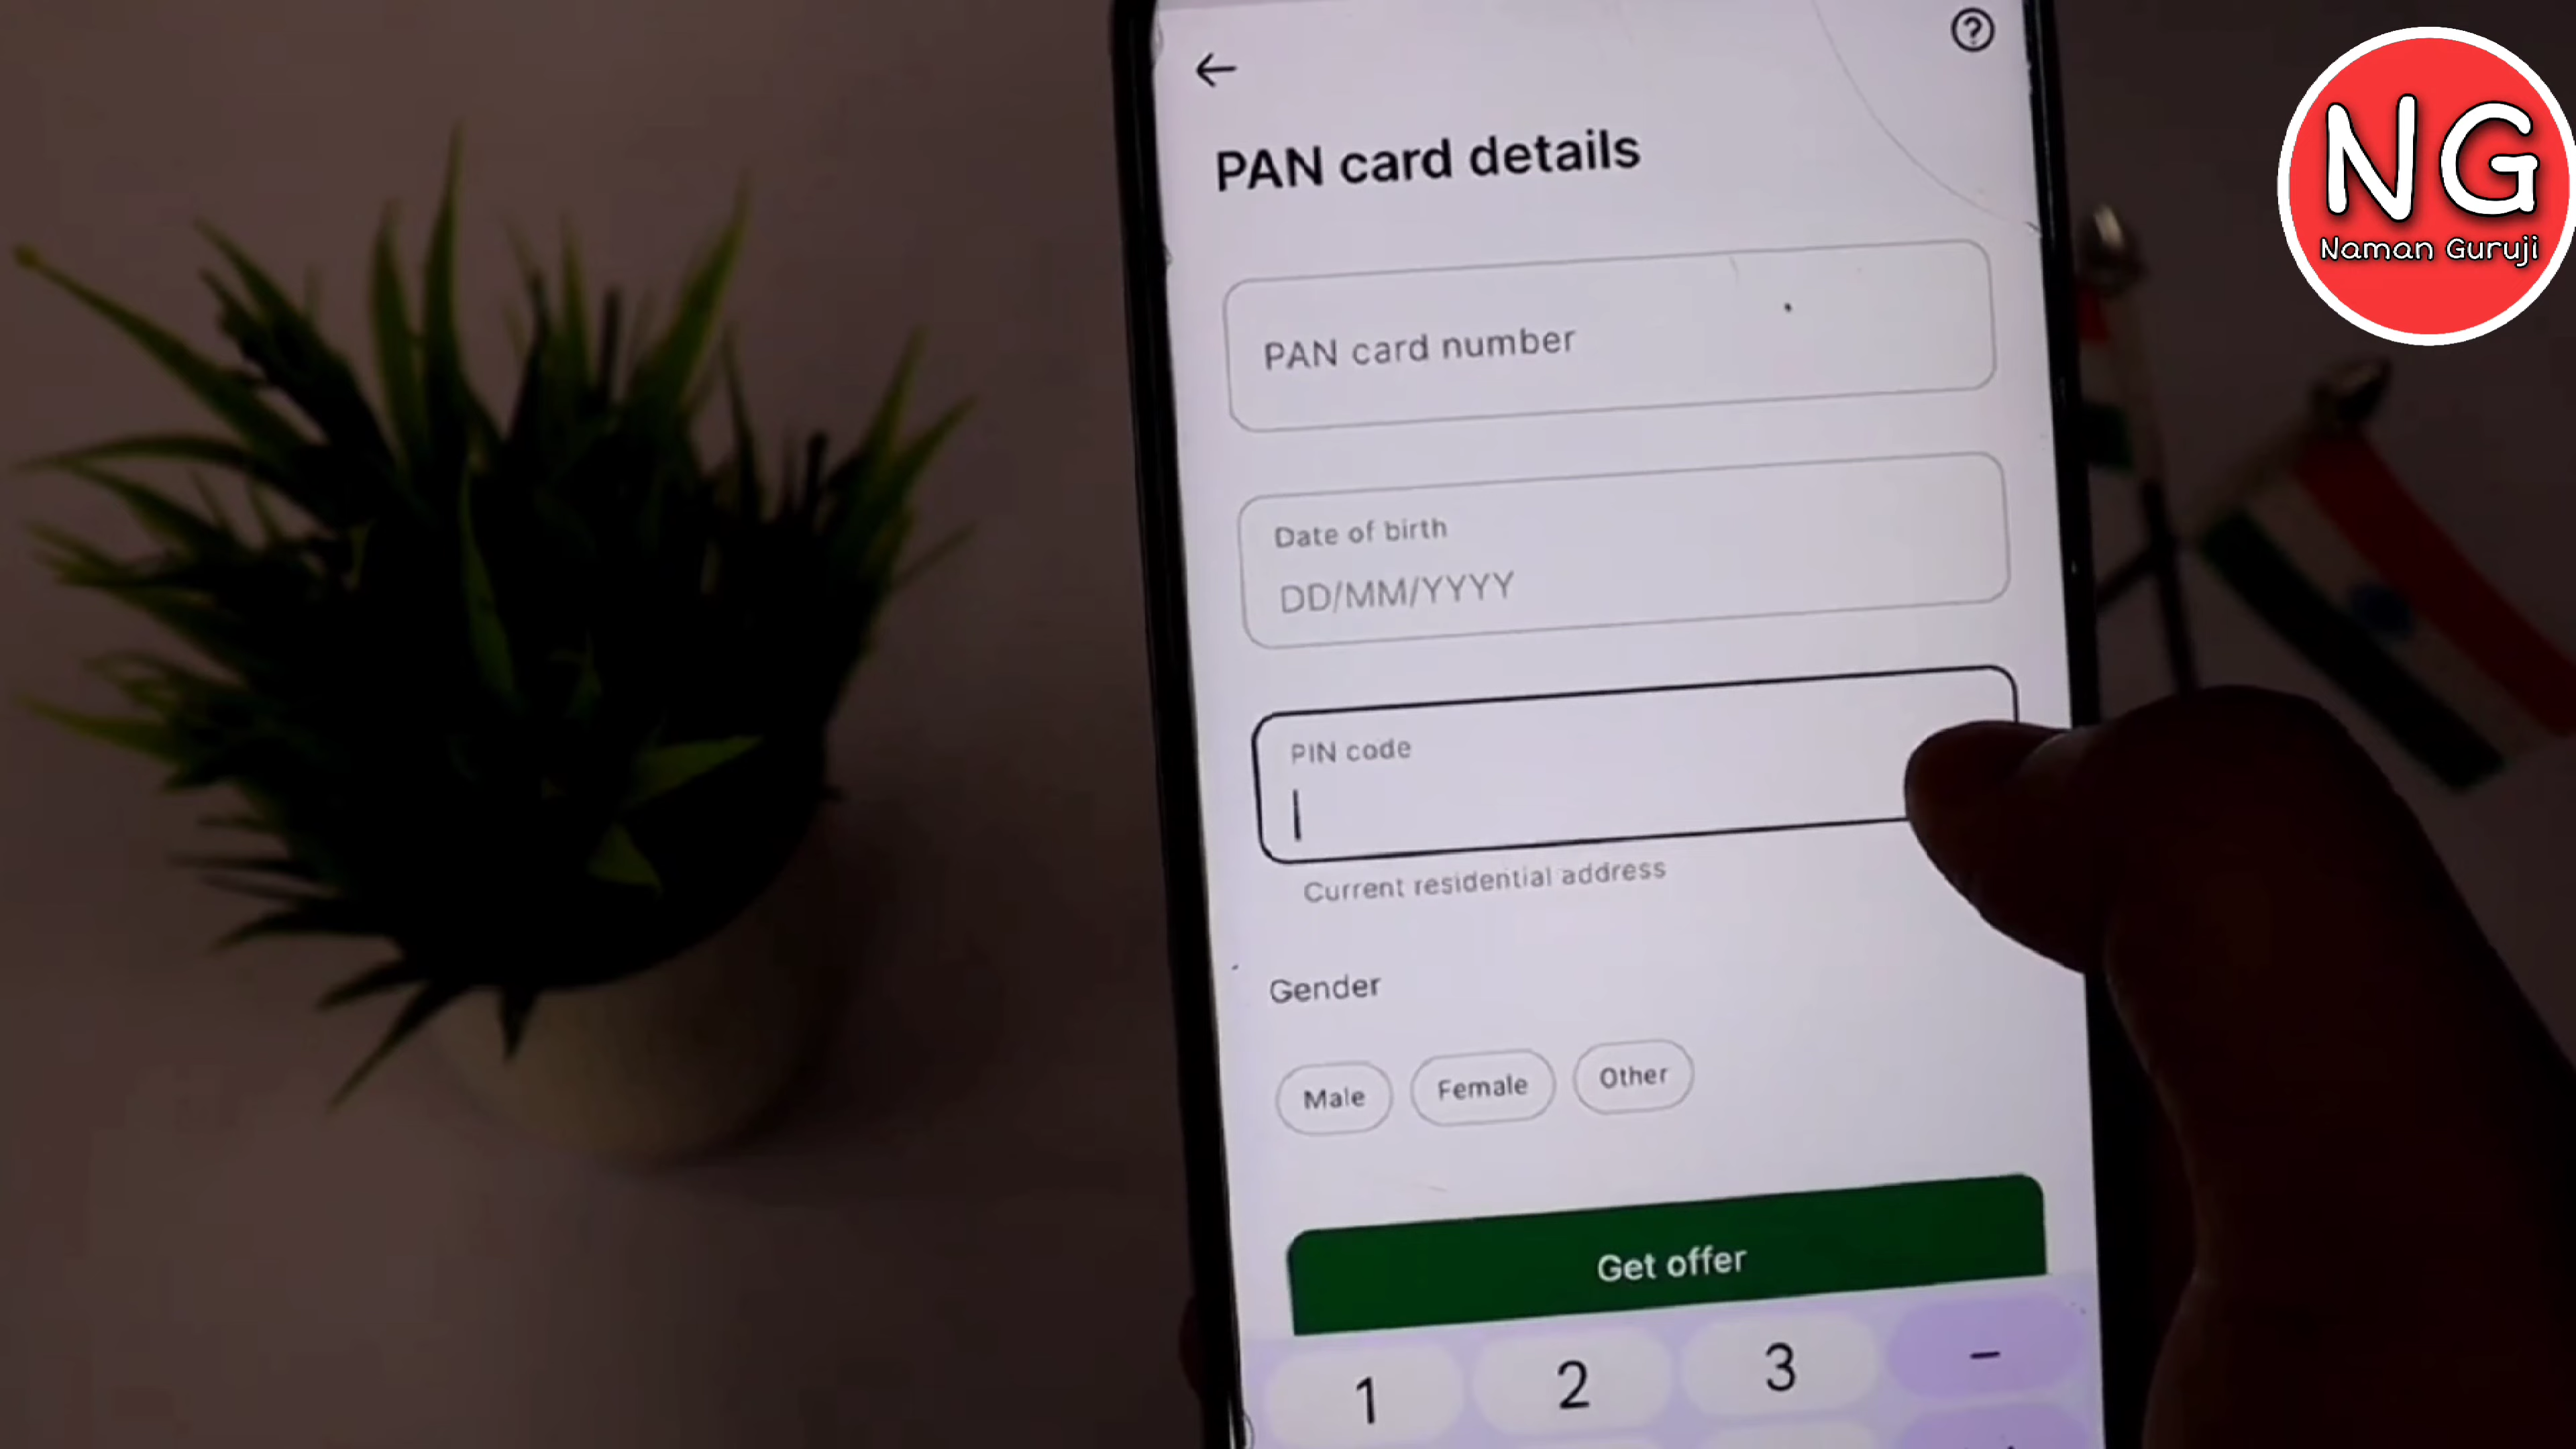 PAN card details
PAN card number
Date of birth
DD/MM/YYYY
PIN code
Current residential address
Gender
Male Female Other
Get offer
1 2 3 -
NG
Naman Guruji